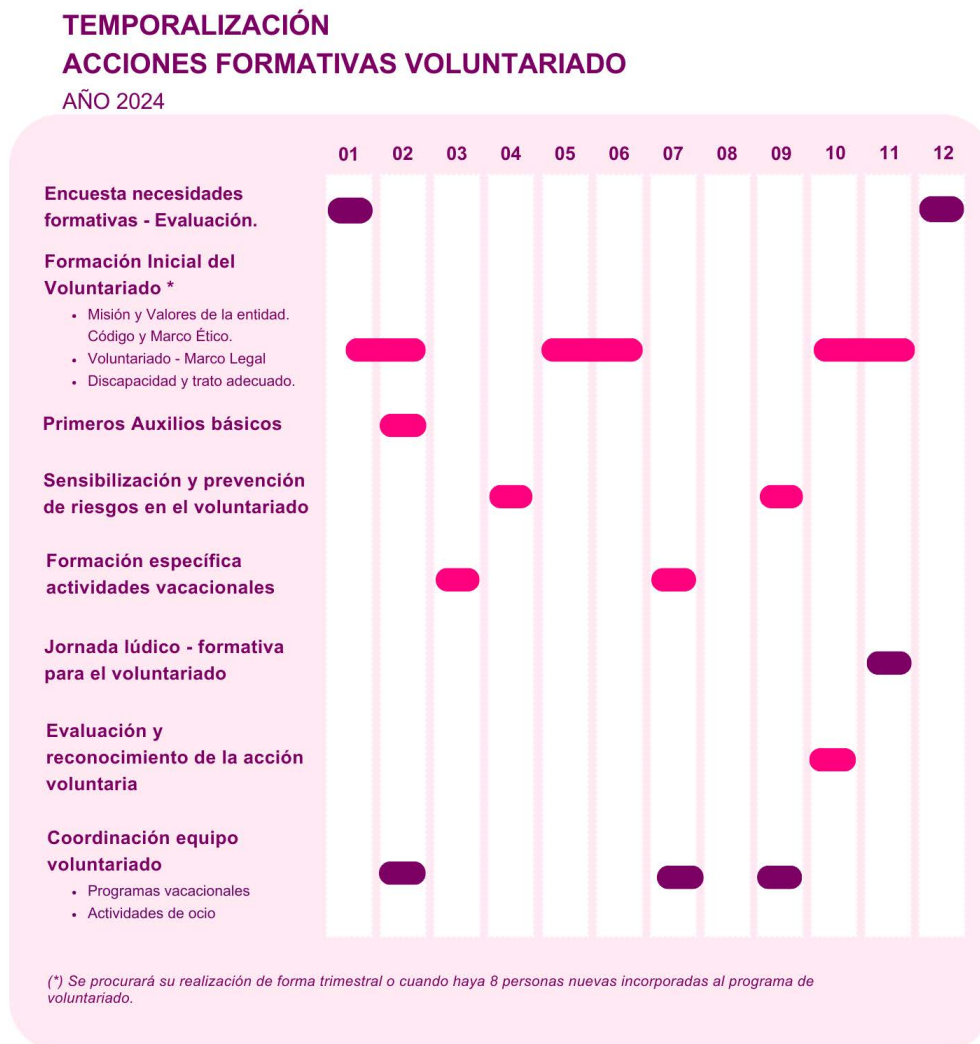 TEMPORALIZACIÓN
ACCIONES FORMATIVAS VOLUNTARIADO
AÑO 2024
01 02 03 04 05 06 07 08 09 10 11 12
Encuesta necesidades
formativas - Evaluación.
Formación Inicial del
Voluntariado *
• Misión y Valores de la entidad.
Código y Marco Ético.
• Voluntariado - Marco Legal
• Discapacidad y trato adecuado.
Primeros Auxilios básicos
Sensibilización y prevención
de riesgos en el voluntariado
Formación específica
actividades vacacionales
Jornada lúdico - formativa
para el voluntariado
Evaluación y
reconocimiento de la acción
voluntaria
Coordinación equipo
voluntariado
• Programas vacacionales
• Actividades de ocio
(*) Se procurará su realización de forma trimestral o cuando haya 8 personas nuevas incorporadas al programa de
voluntariado.